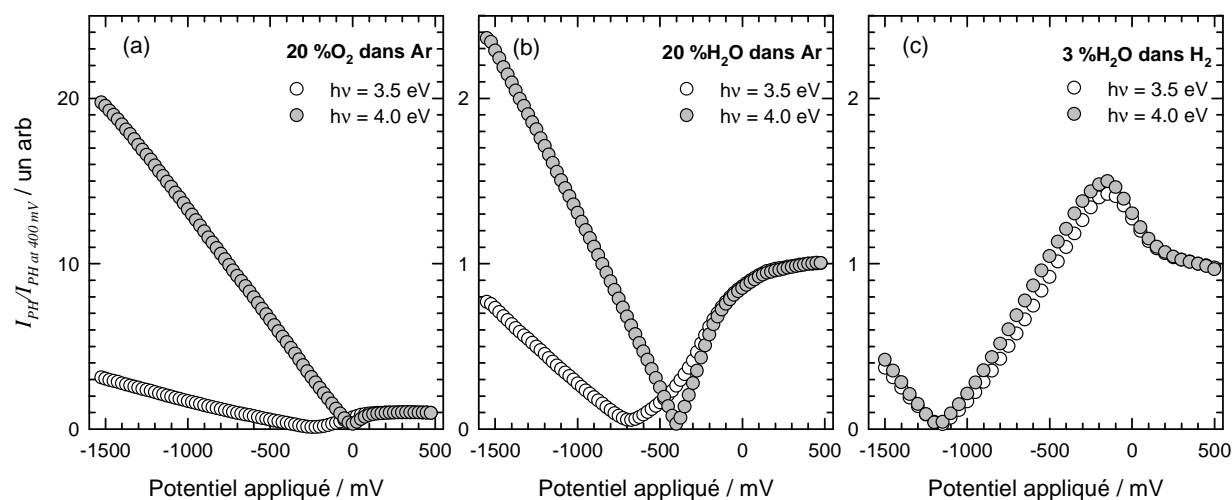 (a)
20 %O2 dans Ar
hν = 3.5 eV
hν = 4.0 eV
(b)
20 %H2O dans Ar
hν = 3.5 eV
hν = 4.0 eV
(c)
3 %H2O dans H2
hν = 3.5 eV
hν = 4.0 eV
IPH/IPH at 400 mV / un arb
20
10
0
2
1
0
1
0
-1500 -1000 -500 0 500
-1500 -1000 -500 0 500
-1500 -1000 -500 0 500
Potentiel appliqué / mV
Potentiel appliqué / mV
Potentiel appliqué / mV